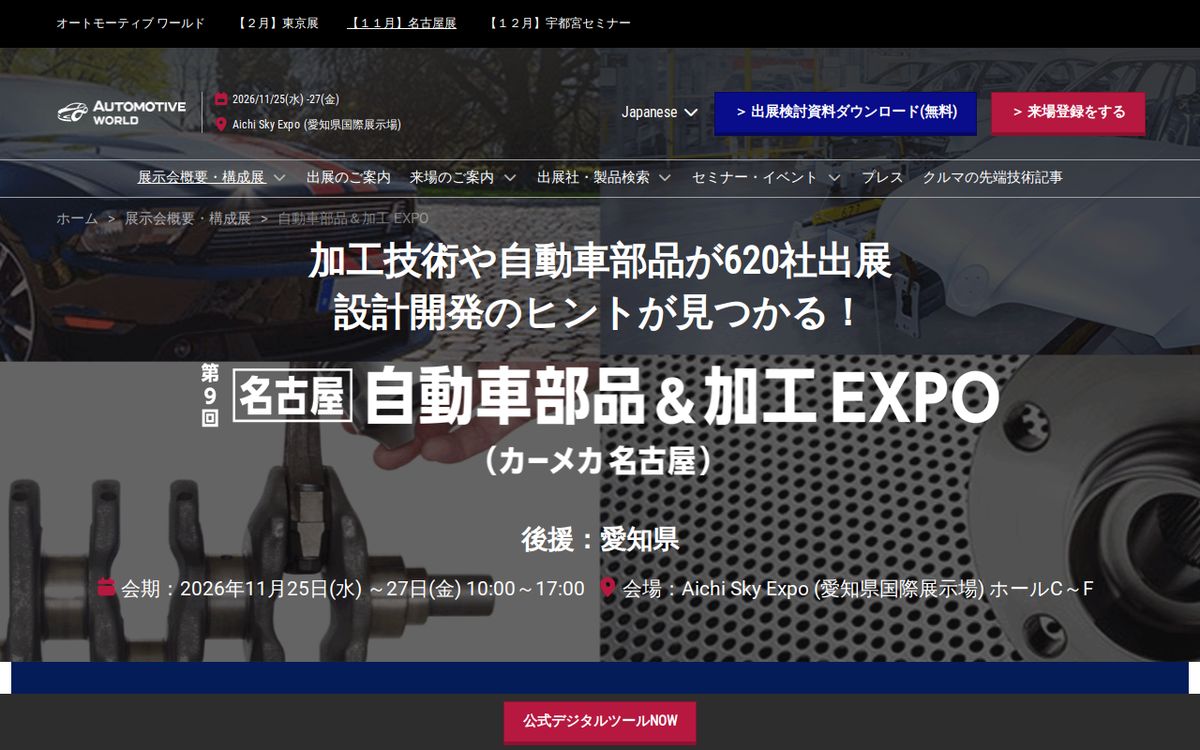 オートモーティブ ワールド 【２月】東京展 【１１月】名古屋展 【１２月】宇都宮セミナー
AUTOMOTIVE WORLD
2026/11/25(水) -27(金)
Aichi Sky Expo (愛知県国際展示場)
Japanese
＞出展検討資料ダウンロード(無料)
＞来場登録をする
展示会概要・構成展 出展のご案内 来場のご案内 出展社・製品検索 セミナー・イベント プレス クルマの先端技術記事
ホーム > 展示会概要・構成展 > 自動車部品＆加工 EXPO
加工技術や自動車部品が620社出展
設計開発のヒントが見つかる！
第9回 名古屋 自動車部品＆加工 EXPO
（カーメカ 名古屋）
後援：愛知県
会期：2026年11月25日(水) ～27日(金) 10:00～17:00 会場：Aichi Sky Expo (愛知県国際展示場) ホールC～F
公式デジタルツールNOW